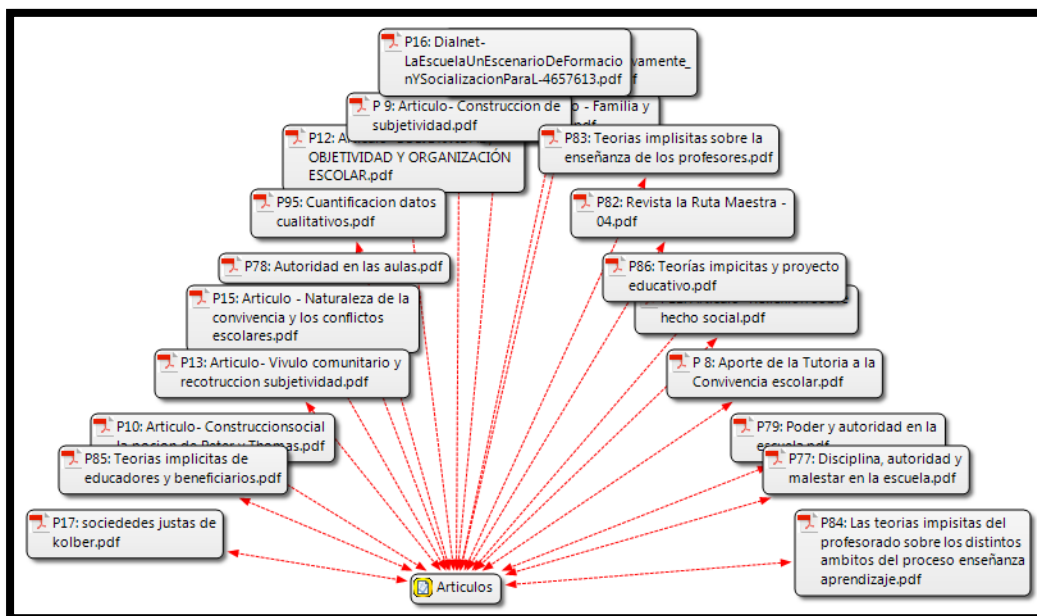 P16: Dialnet-
LaEscuelaUnEscenarioDeFormacio
nYSocializacionParaL-4657613.pdf
vamente_
P 9: Articulo- Construccion de
subjetividad.pdf
o - Familia y
.pdf
P12:
OBJETIVIDAD Y ORGANIZACIÓN
ESCOLAR.pdf
P83: Teorias implisitas sobre la
enseñanza de los profesores.pdf
P95: Cuantificacion datos
cualitativos.pdf
P82: Revista la Ruta Maestra -
04.pdf
P78: Autoridad en las aulas.pdf
P86: Teorías impicitas y proyecto
educativo.pdf
hecho social.pdf
P15: Articulo - Naturaleza de la
convivencia y los conflictos
escolares.pdf
P13: Articulo- Vivulo comunitario y
recotruccion subjetividad.pdf
P 8: Aporte de la Tutoria a la
Convivencia escolar.pdf
P10: Articulo- Construccionsocial
P79: Poder y autoridad en la
P85: Teorias implicitas de
educadores y beneficiarios.pdf
P77: Disciplina, autoridad y
malestar en la escuela.pdf
P17: sociededes justas de
kolber.pdf
P84: Las teorias impisitas del
profesorado sobre los distintos
ambitos del proceso enseñanza
aprendizaje.pdf
Articulos